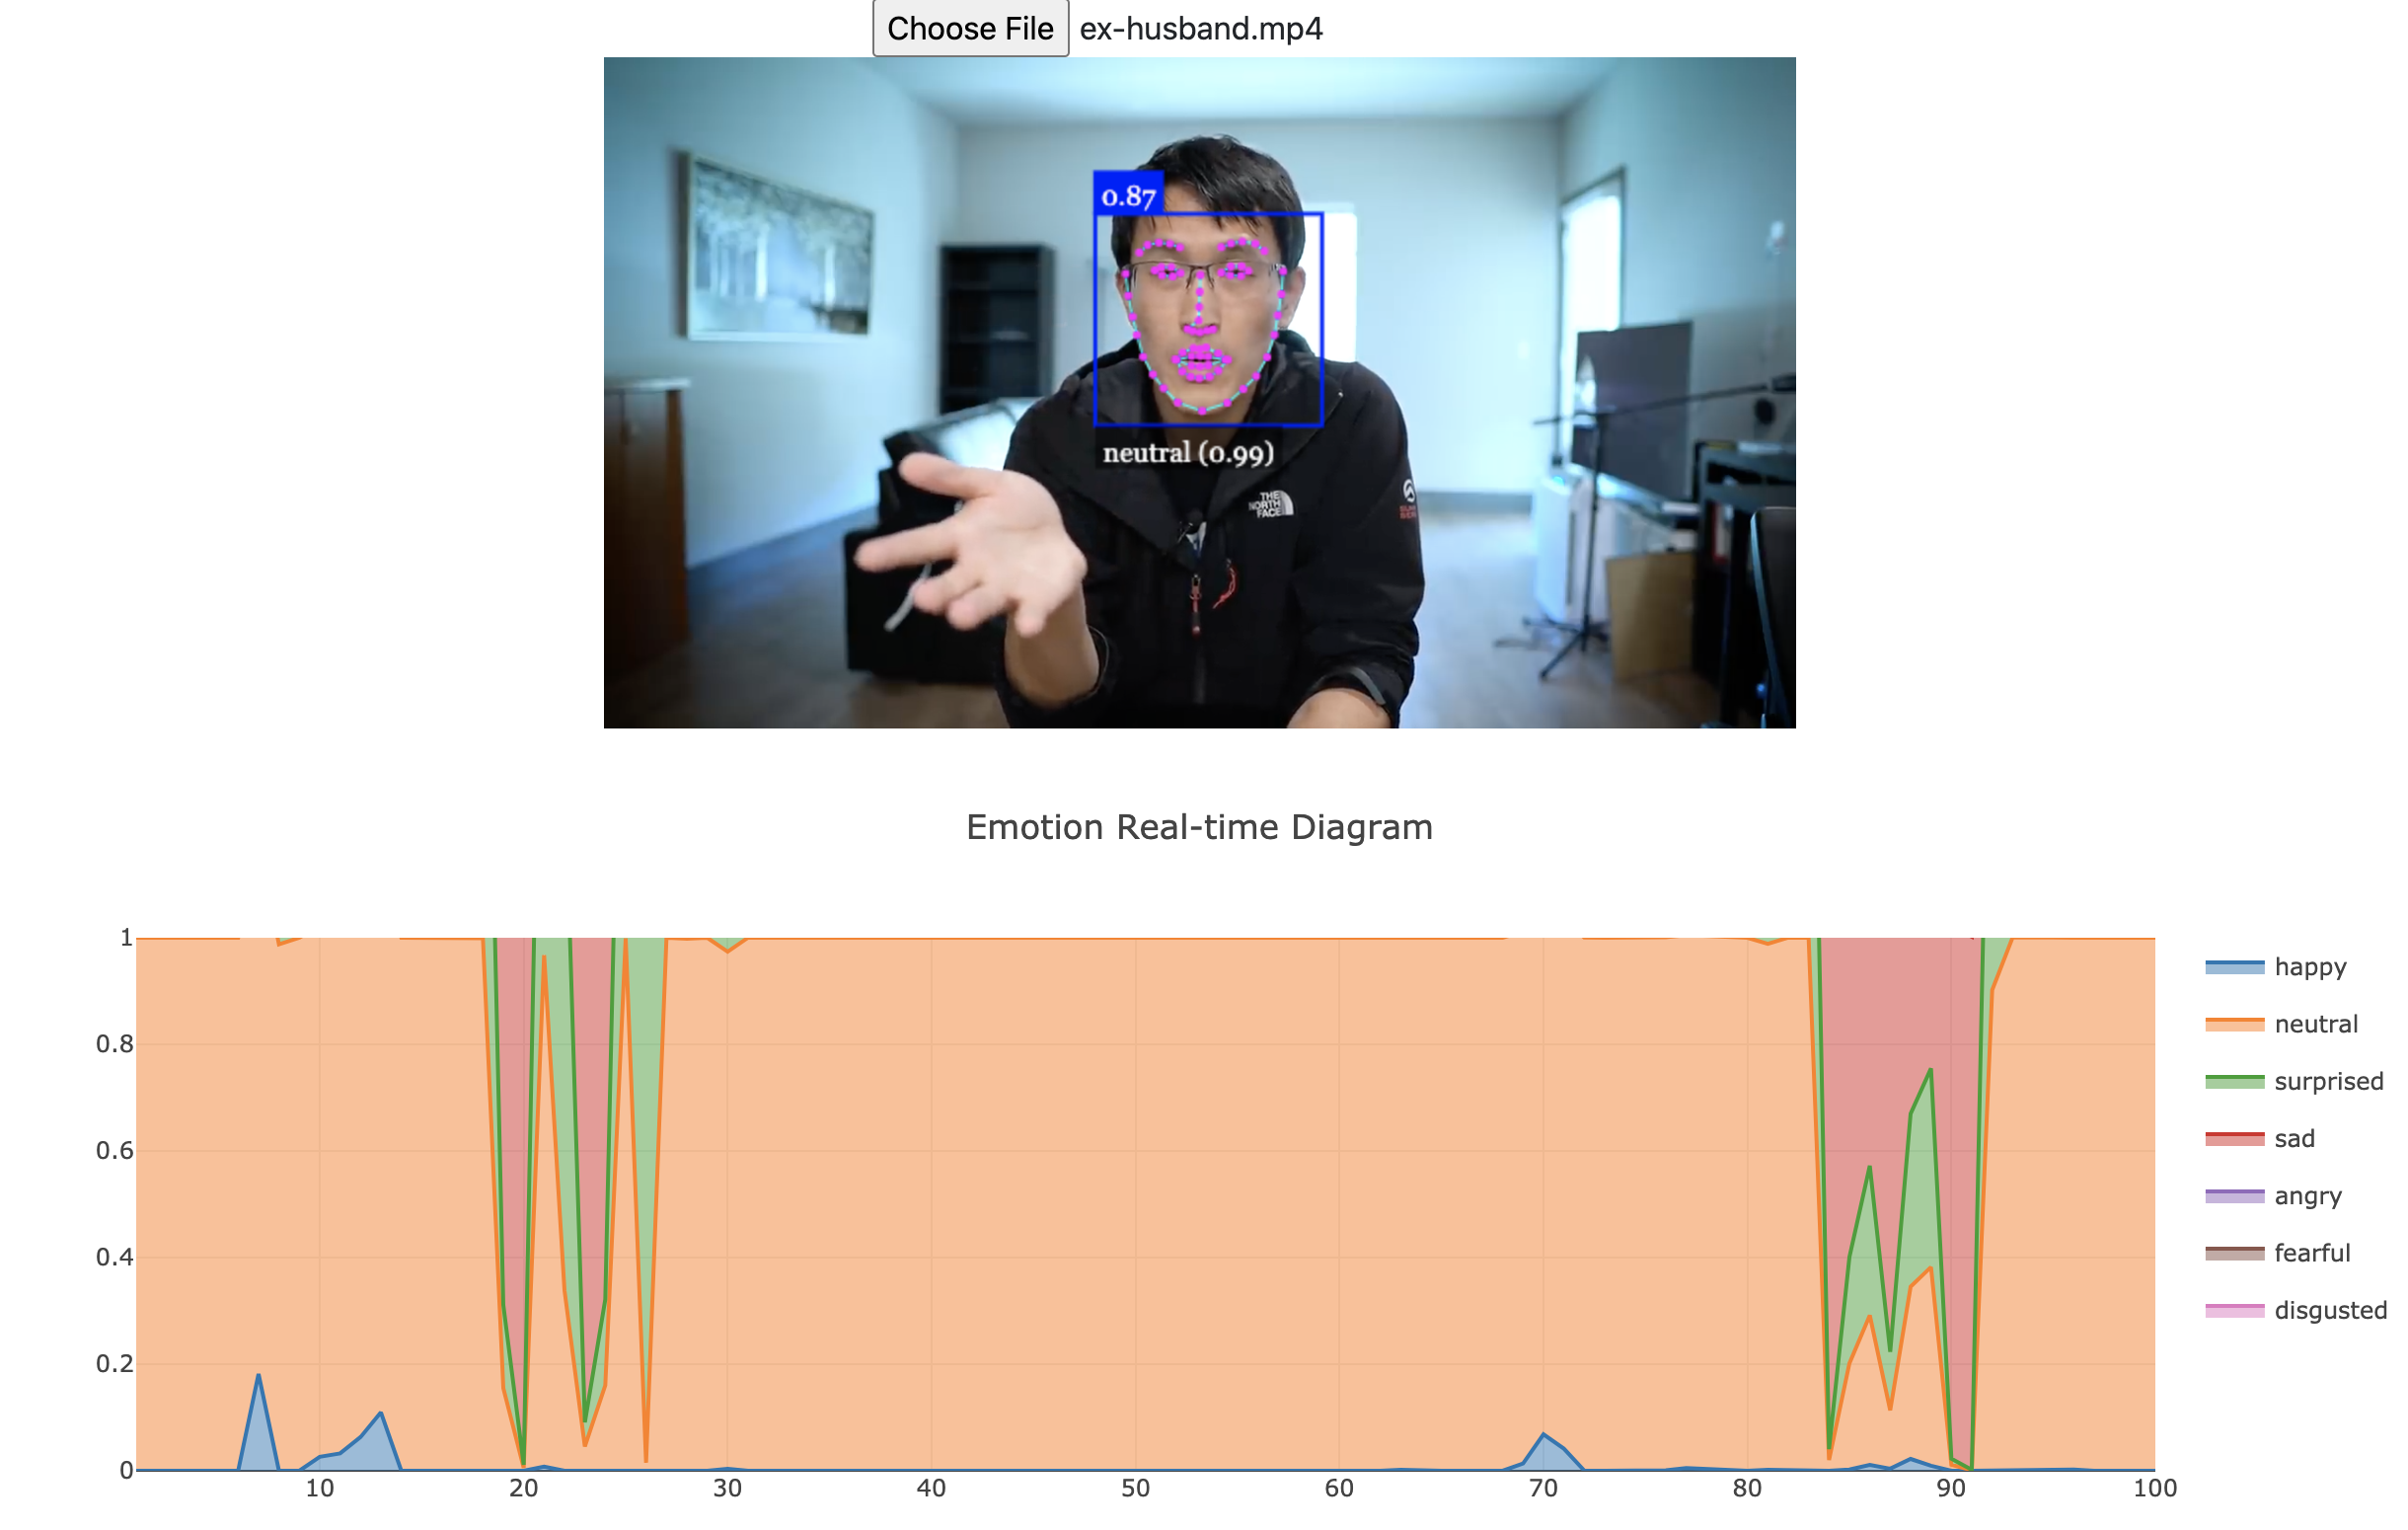 Choose File ex-husband.mp4
0.87
neutral (0.99)
THE
NORTH
FACE
Emotion Real-time Diagram
1
0.8
0.6
0.4
0.2
0
10 20 30 40 50 60 70 80 90 100
happy
neutral
surprised
sad
angry
fearful
disgusted